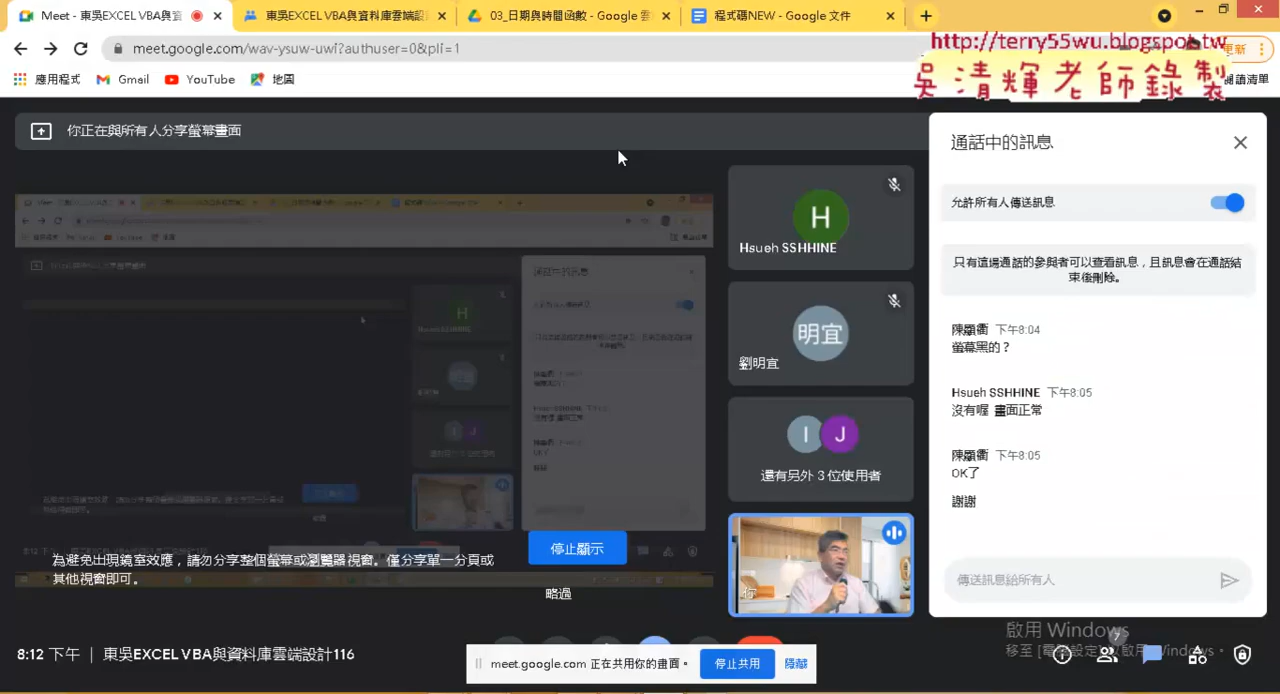 Meet - 東吳EXCEL VBA與資
東吳EXCEL VBA與資料庫雲端設
03_日期與時間函數 - Google 雲
程式碼NEW - Google 文件
meet.google.com/wav-ysuw-uwi?authuser=0&pli=1
更新
http://terry55wu.blogspot.tw
吳清輝老師錄製
應用程式
Gmail
YouTube
地圖
閱讀清單
你正在與所有人分享螢幕畫面
通話中的訊息
允許所有人傳送訊息
只有這場通話的參與者可以查看訊息,且訊息會在通話結
束後刪除。
陳顯衢 下午8:04
螢幕黑的?
Hsueh SSHHINE 下午8:05
沒有喔 畫面正常
陳顯衢 下午8:05
OK了
謝謝
傳送訊息給所有人
H
Hsueh SSHHINE
明宜
劉明宜
I
J
還有另外 3 位使用者
你
為避免出現鏡室效應,請勿分享整個螢幕或瀏覽器視窗。僅分享單一分頁或
其他視窗即可。
停止顯示
略過
啟用 Windows
8:12 下午 | 東吳EXCEL VBA與資料庫雲端設計116
meet.google.com 正在共用你的畫面。
停止共用
隱藏
7